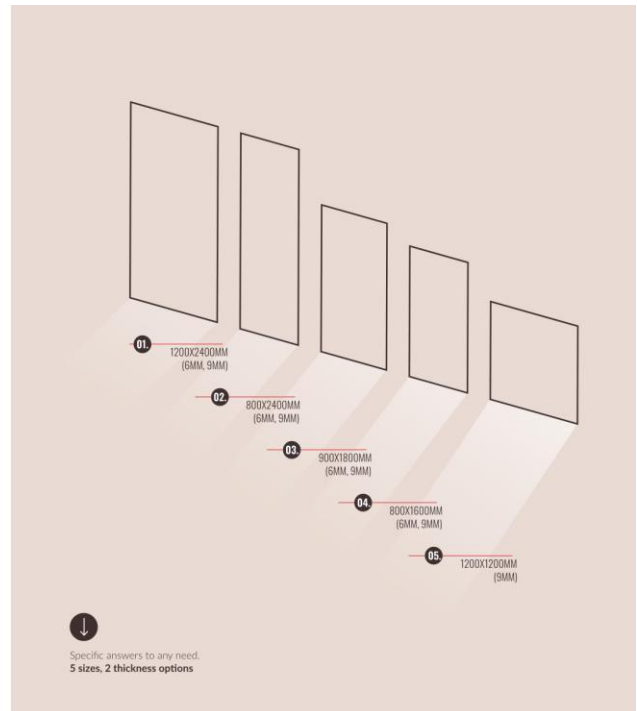 01.
1200X2400MM
(6MM, 9MM)
02.
800X2400MM
(6MM, 9MM)
03.
900X1800MM
(6MM, 9MM)
04.
800X1600MM
(6MM, 9MM)
05.
1200X1200MM
(9MM)
Specific answers to any need,
5 sizes, 2 thickness options